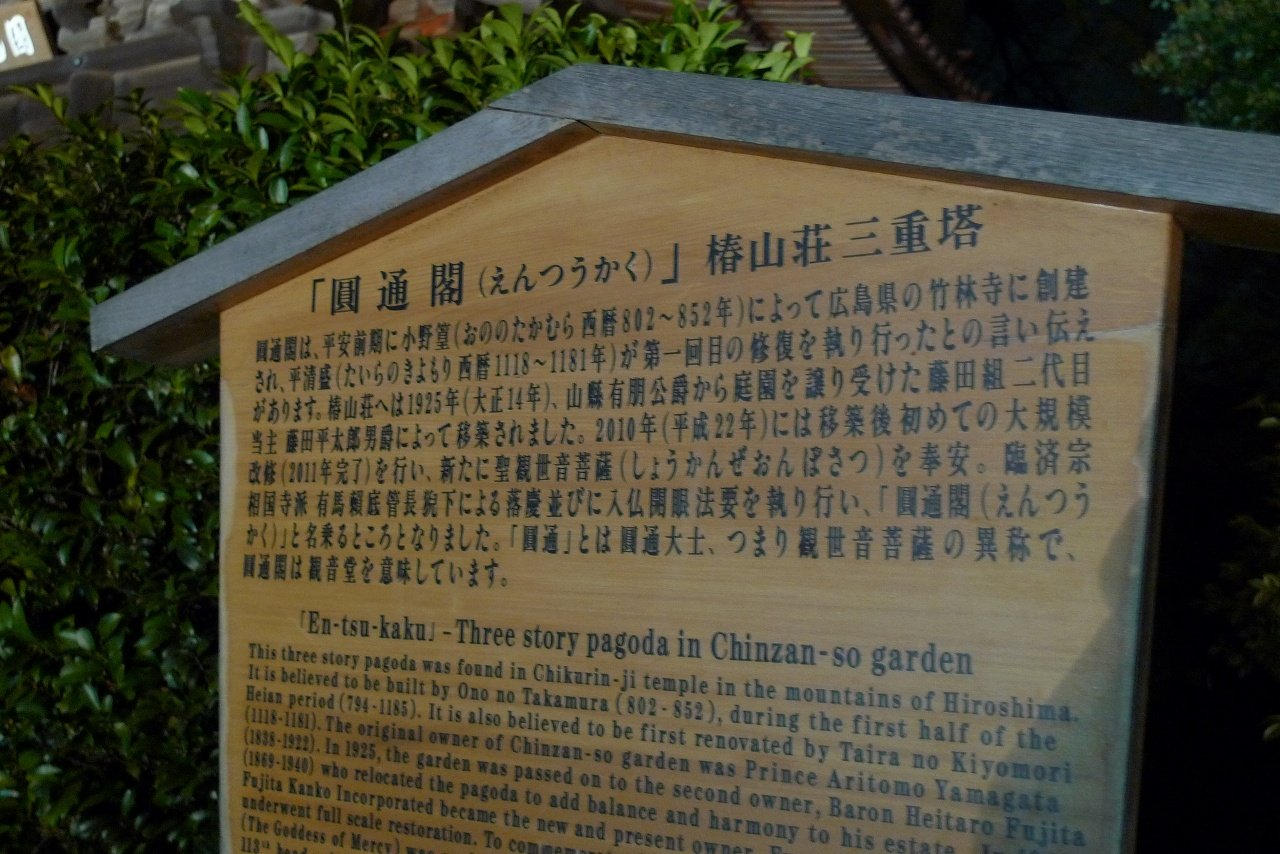 「圓通閣(えんつうかく)」椿山荘三重塔
圓通閣は、平安前期に小野篁(おののたかむら 西暦802～852年)によって広島県の竹林寺に創建
され、平清盛(たいらのきよもり 西暦1118～1181年)が第一回目の修復を執り行ったとの言い伝え
があります。椿山荘へは1925年(大正14年)、山縣有朋公爵から庭園を譲り受けた藤田組二代目
当主 藤田平太郎男爵によって移築されました。2010年(平成22年)には移築後初めての大規模
改修(2011年完了)を行い、新たに聖観世音菩薩(しょうかんぜおんぼさつ)を奉安。臨済宗
相国寺派 有馬頼底管長猊下による落慶並びに入仏開眼法要を執り行い、「圓通閣(えんつう
かく)」と名乗るところとなりました。「圓通」とは圓通大士、つまり観世音菩薩の異称で、
圓通閣は観音堂を意味しています。
「En-tsu-kaku」-Three story pagoda in Chinzan-so garden
This three story pagoda was found in Chikurin-ji temple in the mountains of Hiroshima.
It is believed to be built by Ono no Takamura (802-852), during the first half of the
Heian period (794-1185). It is also believed to be first renovated by Taira no Kiyomori
(1118-1181). The original owner of Chinzan-so garden was Prince Aritomo Yamagata
(1838-1922). In 1925, the garden was passed on to the second owner, Baron Heitaro Fujita
(1869-1940) who relocated the pagoda to add balance and harmony to his estate.
Fujita Kanko Incorporated became the new and present owner.
underwent full scale restoration. To
(The Goddess of Mercy)
113th